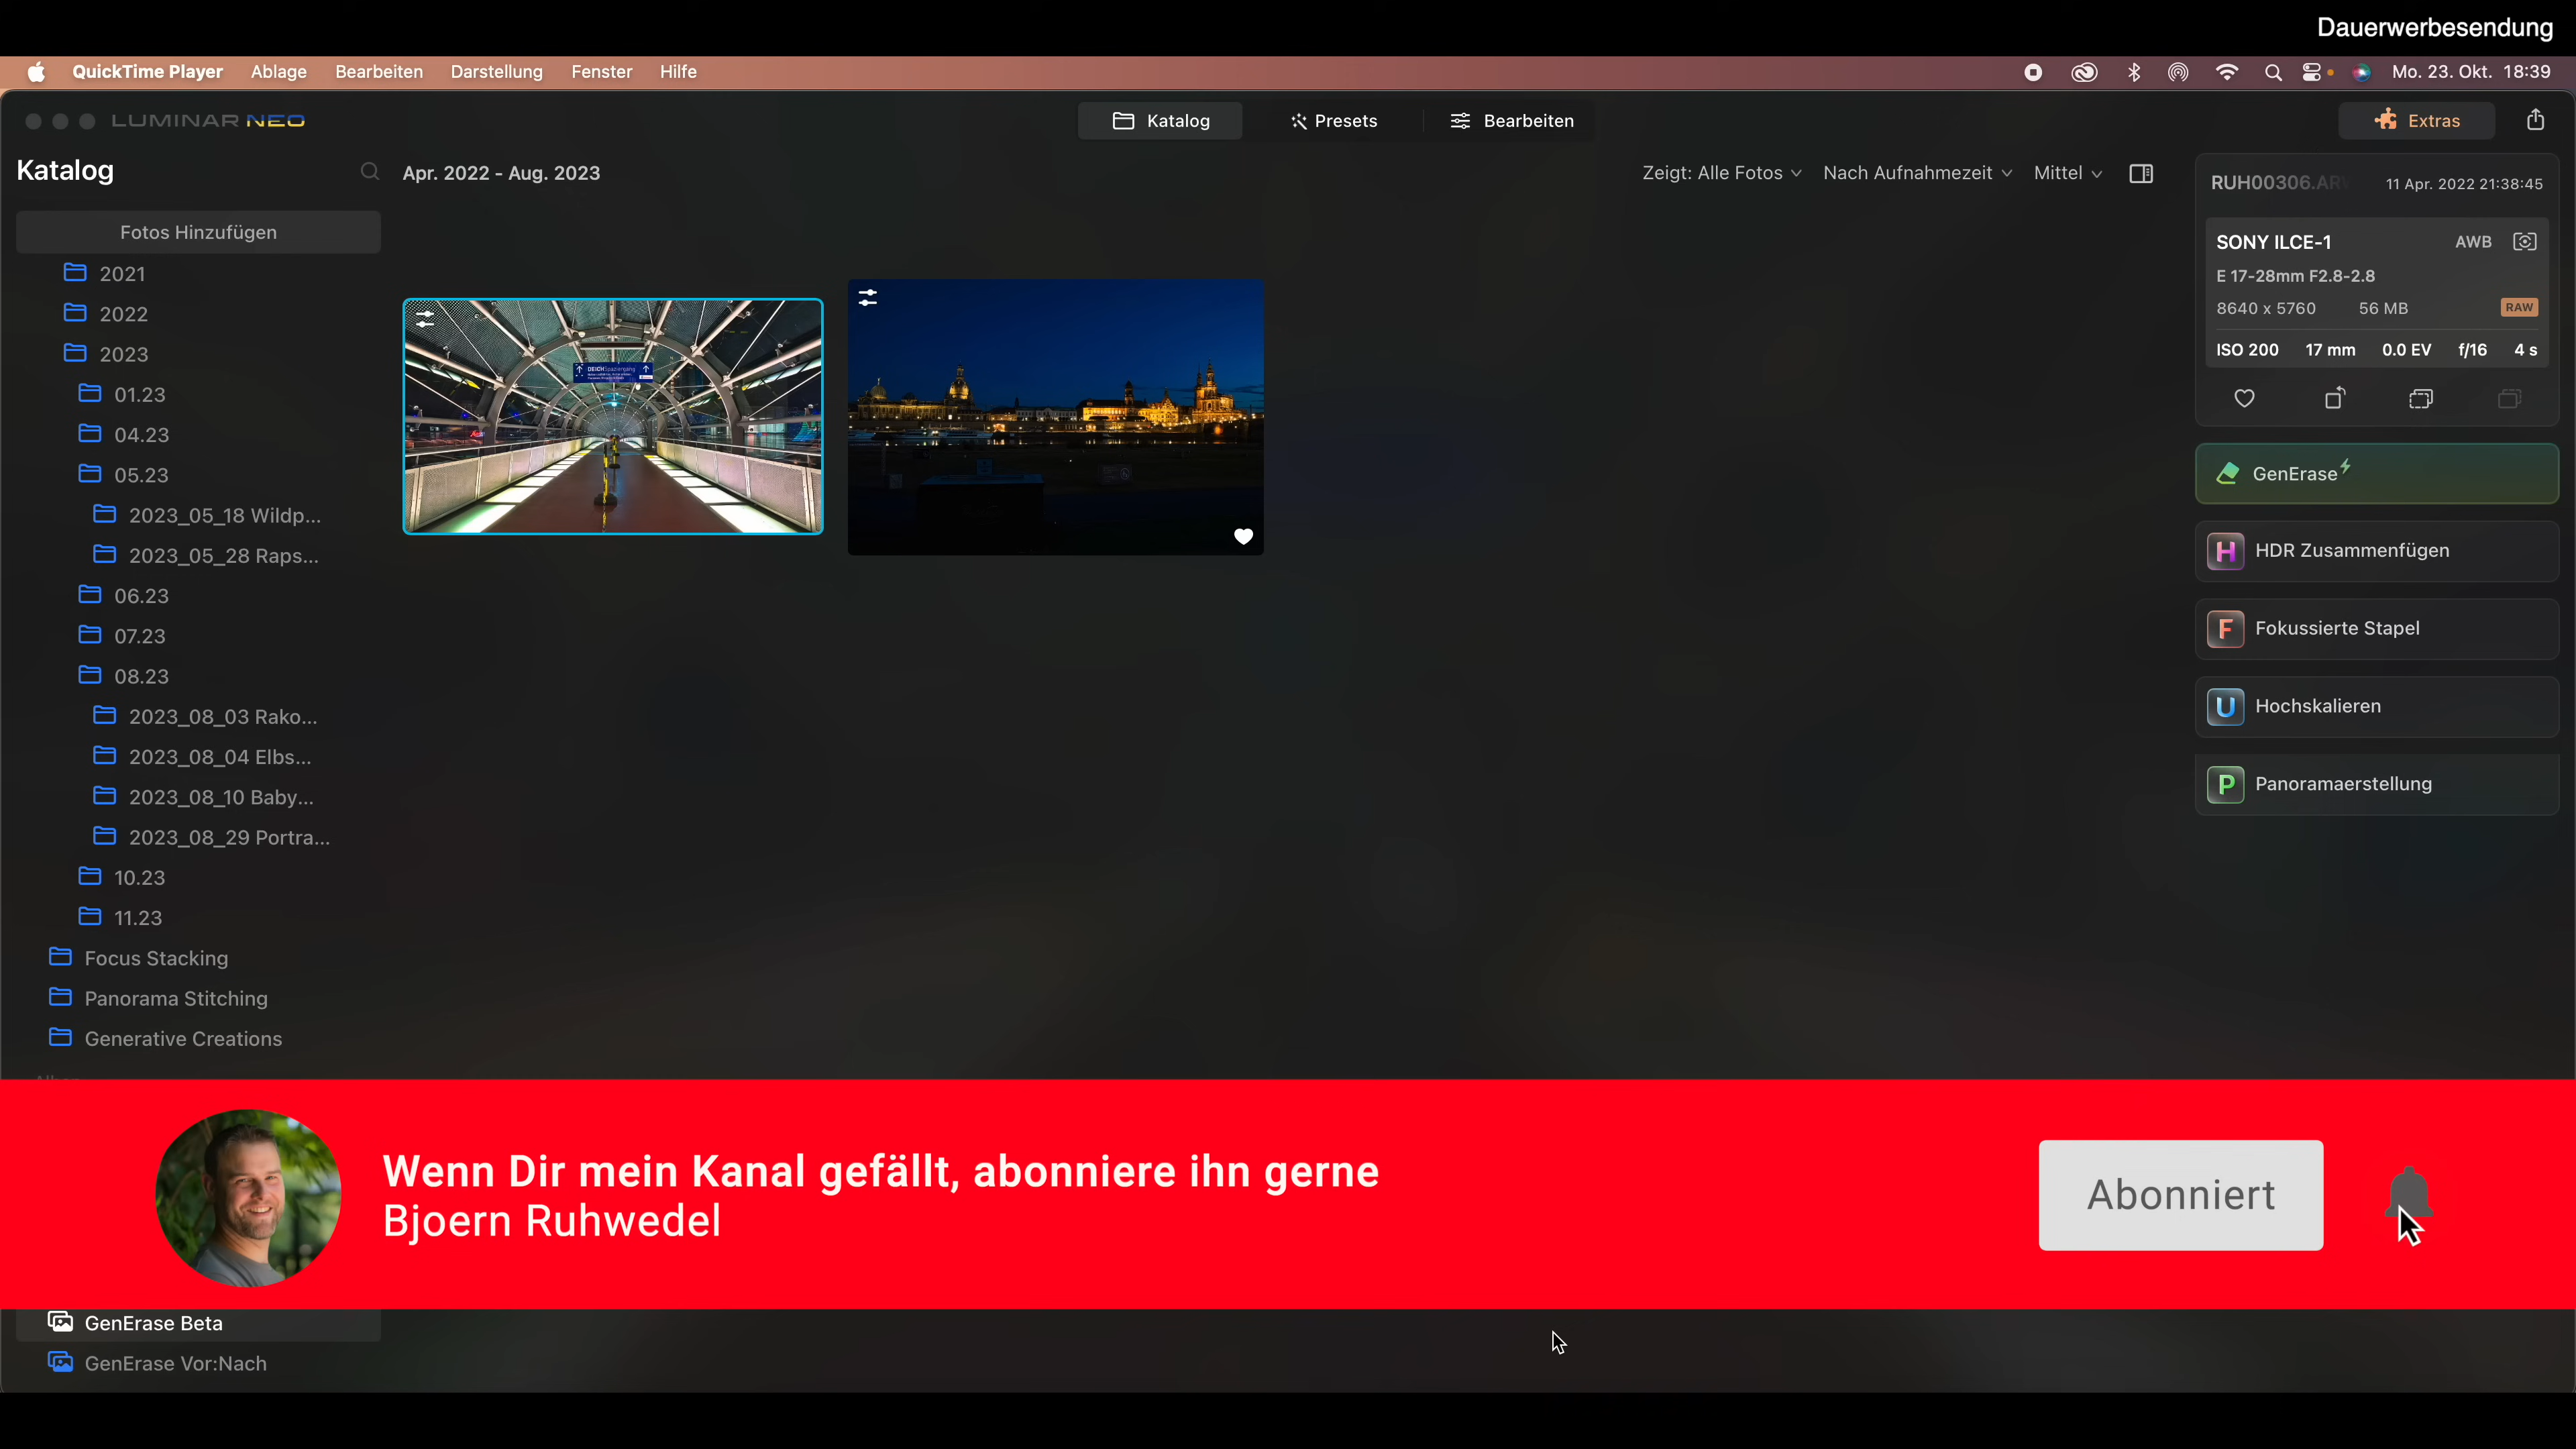 Dauerwerbesendung
QuickTime Player Ablage Bearbeiten Darstellung Fenster Hilfe
Mo. 23. Okt. 18:39
LUMINAR NEO
Katalog Presets Bearbeiten
Extras
Katalog
Apr. 2022 - Aug. 2023
Zeigt: Alle Fotos Nach Aufnahmezeit Mittel
Fotos Hinzufügen
2021
2022
2023
01.23
04.23
05.23
2023_05_18 Wildp...
2023_05_28 Raps...
06.23
07.23
08.23
2023_08_03 Rako...
2023_08_04 Elbs...
2023_08_10 Baby...
2023_08_29 Portra...
10.23
11.23
Focus Stacking
Panorama Stitching
Generative Creations
DEICHSpaziergang
RUH00306.AR
11 Apr. 2022 21:38:45
SONY ILCE-1 AWB
E 17-28mm F2.8-2.8
8640 x 5760 56 MB RAW
ISO 200 17 mm 0.0 EV f/16 4 s
GenErase
H HDR Zusammenfügen
F Fokussierte Stapel
U Hochskalieren
P Panoramaerstellung
Wenn Dir mein Kanal gefällt, abonniere ihn gerne
Bjoern Ruhwedel
Abonniert
GenErase Beta
GenErase Vor:Nach